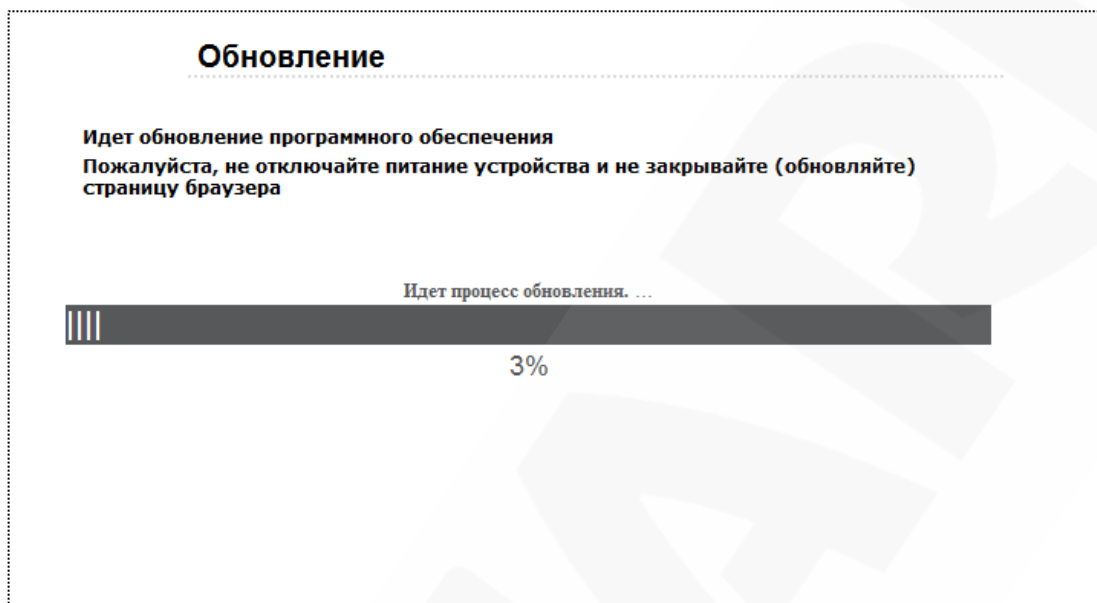 Обновление
Идет обновление программного обеспечения
Пожалуйста, не отключайте питание устройства и не закрывайте (обновляйте)
страницу браузера
Идет процесс обновления. ...
3%